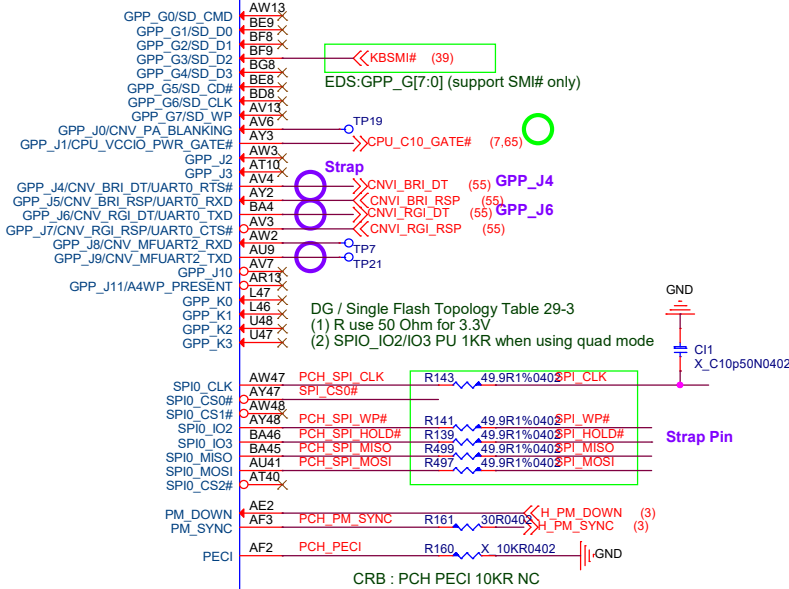 GPP_G0/SD_CMD AW13
GPP_G1/SD_D0 BE9
GPP_G2/SD_D1 BF8
GPP_G3/SD_D2 BF9 KBSMI# (39)
GPP_G4/SD_D3 BG8
GPP_G5/SD_CD# BE8
EDS:GPP_G[7:0] (support SMI# only)
GPP_G6/SD_CLK BD8
GPP_G7/SD_WP AV13
GPP_J0/CNV_PA_BLANKING AV6 TP19
GPP_J1/CPU_VCCIO_PWR_GATE# AY3 CPU_C10_GATE# (7,65)
GPP_J2 AW3
GPP_J3 AT10
Strap
GPP_J4/CNV_BRI_DT/UART0_RTS# AV4 CNVI_BRI_DT (55) GPP_J4
GPP_J5/CNV_BRI_RSP/UART0_RXD AY2 CNVI_BRI_RSP (55)
GPP_J6/CNV_RGI_DT/UART0_TXD BA4 CNVI_RGI_DT (55) GPP_J6
GPP_J7/CNV_RGI_RSP/UART0_CTS# AV3 CNVI_RGI_RSP (55)
GPP_J8/CNV_MFUART2_RXD AW2 TP7
GPP_J9/CNV_MFUART2_TXD AU9 TP21
GPP_J10 AV7
GPP_J11/A4WP_PRESENT AR13
GPP_K0 L47
GPP_K1 L46
GPP_K2 U48
GPP_K3 U47
DG / Single Flash Topology Table 29-3
(1) R use 50 Ohm for 3.3V
(2) SPIO_IO2/IO3 PU 1KR when using quad mode
GND
CI1
X_C10p50N0402
SPI0_CLK AW47 PCH_SPI_CLK R143 49.9R1%0402 SPI_CLK
SPI0_CS0# AY47 SPI_CS0#
SPI0_CS1# AW48
SPI0_IO2 AY48 PCH_SPI_WP# R141 49.9R1%0402 SPI_WP#
SPI0_IO3 BA46 PCH_SPI_HOLD# R139 49.9R1%0402 SPI_HOLD#
Strap Pin
SPI0_MISO BA45 PCH_SPI_MISO R499 49.9R1%0402 SPI_MISO
SPI0_MOSI AU41 PCH_SPI_MOSI R497 49.9R1%0402 SPI_MOSI
SPI0_CS2# AT40
PM_DOWN AE2 H_PM_DOWN (3)
PM_SYNC AF3 PCH_PM_SYNC R161 30R0402 H_PM_SYNC (3)
PECI AF2 PCH_PECI R160 X_10KR0402 GND
CRB : PCH PECI 10KR NC